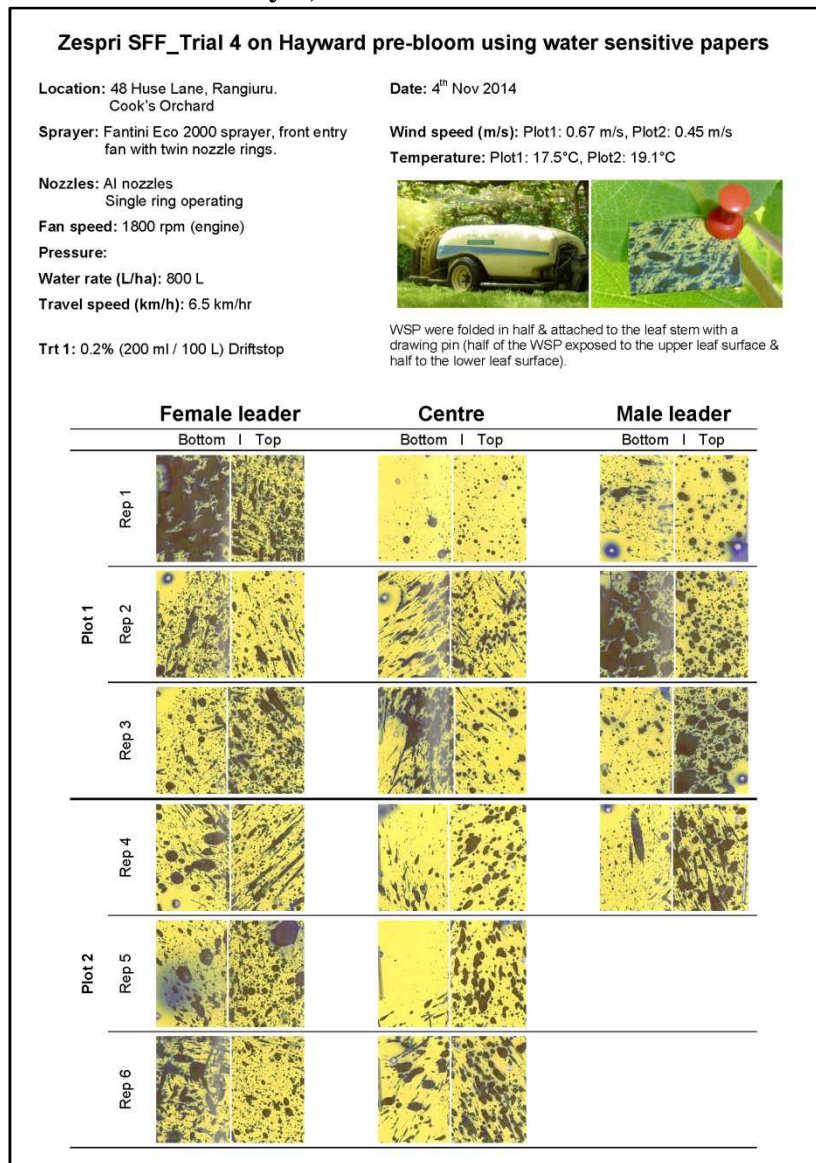 Zespri SFF_Trial 4 on Hayward pre-bloom using water sensitive papers
Location: 48 Huse Lane, Rangiuru.
Cook's Orchard
Date: 4th Nov 2014
Sprayer: Fantini Eco 2000 sprayer, front entry
fan with twin nozzle rings.
Wind speed (m/s): Plot1: 0.67 m/s, Plot2: 0.45 m/s
Temperature: Plot1: 17.5°C, Plot2: 19.1°C
Nozzles: AI nozzles
Single ring operating
Fan speed: 1800 rpm (engine)
Pressure:
Water rate (L/ha): 800 L
Travel speed (km/h): 6.5 km/hr
Trt 1: 0.2% (200 ml / 100 L) Driftstop
WSP were folded in half & attached to the leaf stem with a
drawing pin (half of the WSP exposed to the upper leaf surface &
half to the lower leaf surface).
Female leader Centre Male leader
Bottom | Top Bottom | Top Bottom | Top
Plot 1
Rep 1
Rep 2
Rep 3
Plot 2
Rep 4
Rep 5
Rep 6